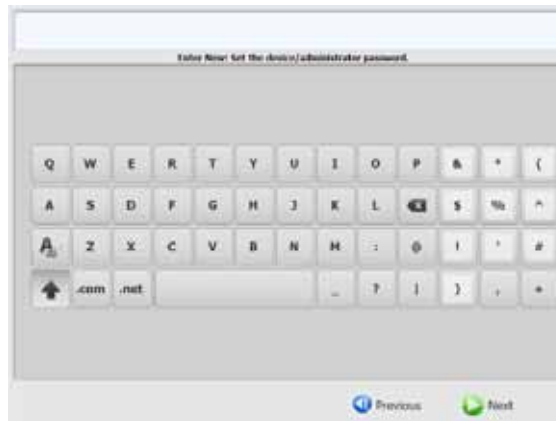 Enter New: Set the device/administrator password.
Q W E R T Y U I O P & * (
A S D F G H J K L $ % ^
A Z X C V B N M : @ ! ' #
.com .net _ ? ) ,
Previous Next